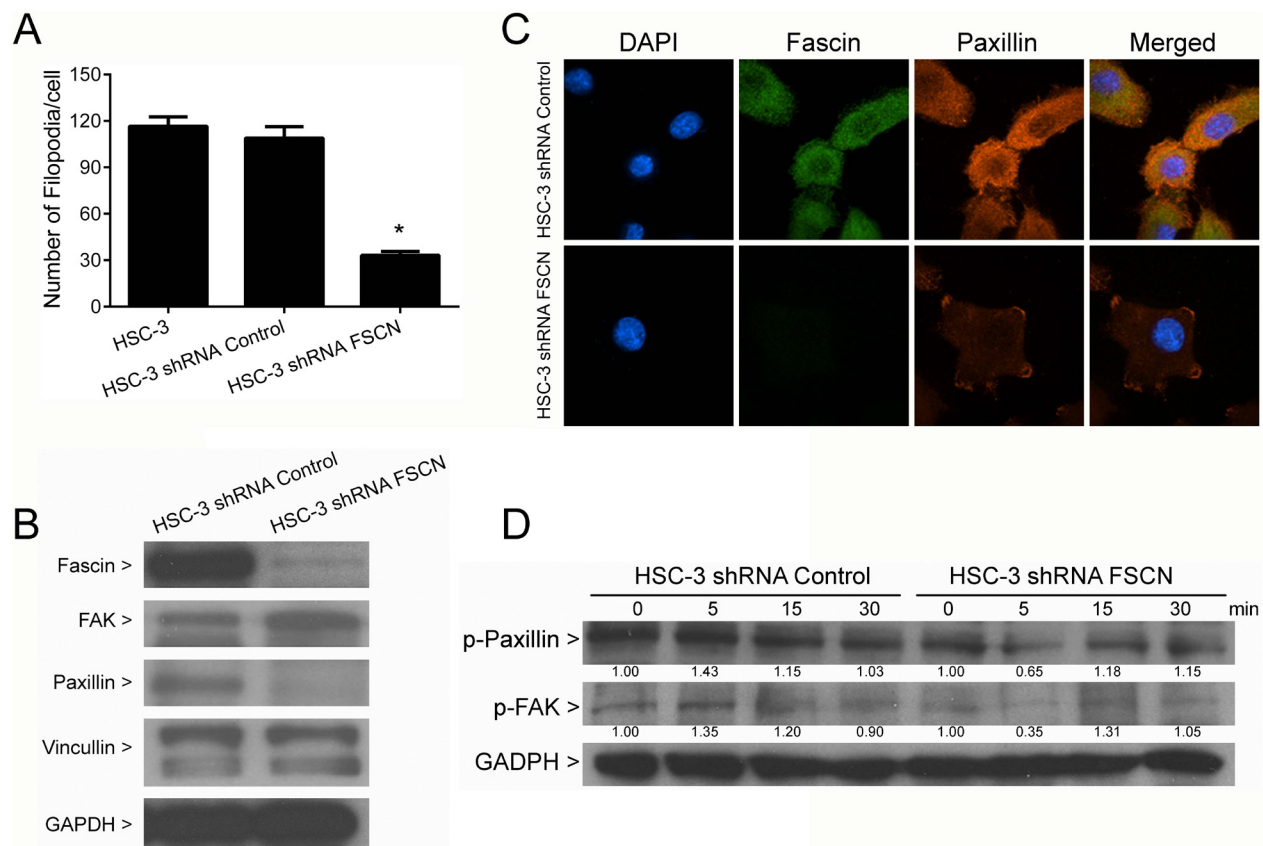 A
Number of Filopodia/cell
150
120
90
60
30
0
*
HSC-3
HSC-3 shRNA Control
HSC-3 shRNA FSCN
C
DAPI Fascin Paxillin Merged
HSC-3 shRNA Control
HSC-3 shRNA FSCN
B
HSC-3 shRNA Control
HSC-3 shRNA FSCN
Fascin >
FAK >
Paxillin >
Vincullin >
GAPDH >
D
HSC-3 shRNA Control HSC-3 shRNA FSCN
0 5 15 30 0 5 15 30 min
p-Paxillin >
1.00 1.43 1.15 1.03 1.00 0.65 1.18 1.15
p-FAK >
1.00 1.35 1.20 0.90 1.00 0.35 1.31 1.05
GADPH >